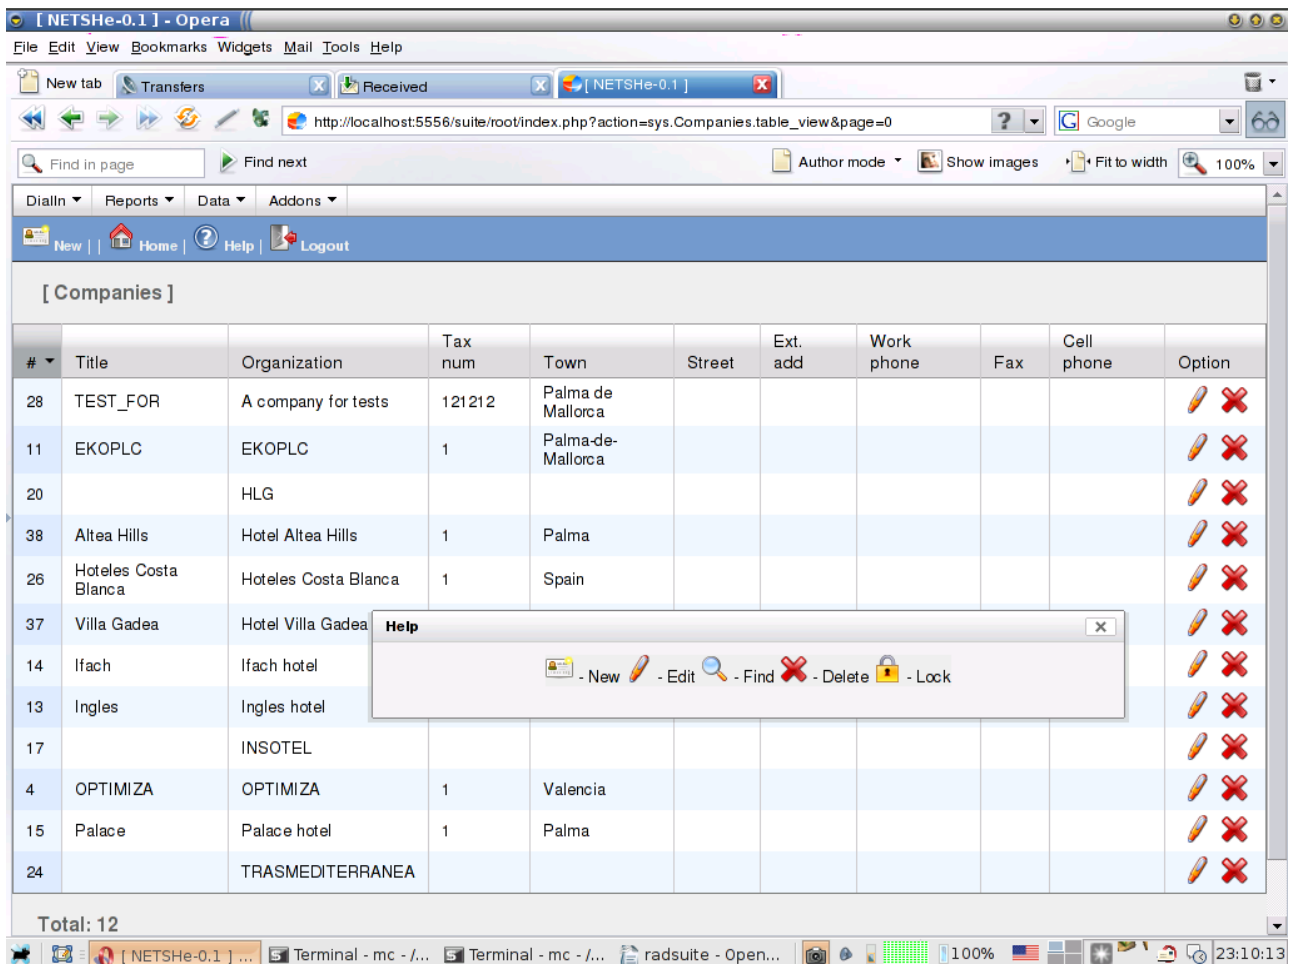 [ NETSHe-0.1 ] - Opera
File Edit View Bookmarks Widgets Mail Tools Help
New tab Transfers Received [ NETSHe-0.1 ]
http://localhost:5556/suite/root/index.php?action=sys.Companies.table_view&page=0 ? G Google
Find in page Find next Author mode Show images Fit to width 100%
DialIn Reports Data Addons
New | | Home | Help | Logout
[ Companies ]
# Title Organization Tax num Town Street Ext. add Work phone Fax Cell phone Option
28 TEST_FOR A company for tests 121212 Palma de Mallorca
11 EKOPLC EKOPLC 1 Palma-de-Mallorca
20 HLG
38 Altea Hills Hotel Altea Hills 1 Palma
26 Hoteles Costa Blanca Hoteles Costa Blanca 1 Spain
37 Villa Gadea Hotel Villa Gadea
Help
14 Ifach Ifach hotel
- New - Edit - Find - Delete - Lock
13 Ingles Ingles hotel
17 INSOTEL
4 OPTIMIZA OPTIMIZA 1 Valencia
15 Palace Palace hotel 1 Palma
24 TRASMEDITERRANEA
Total: 12
[ NETSHe-0.1 ] ... Terminal - mc - /... Terminal - mc - /... radsuite - Open... 100% 23:10:13